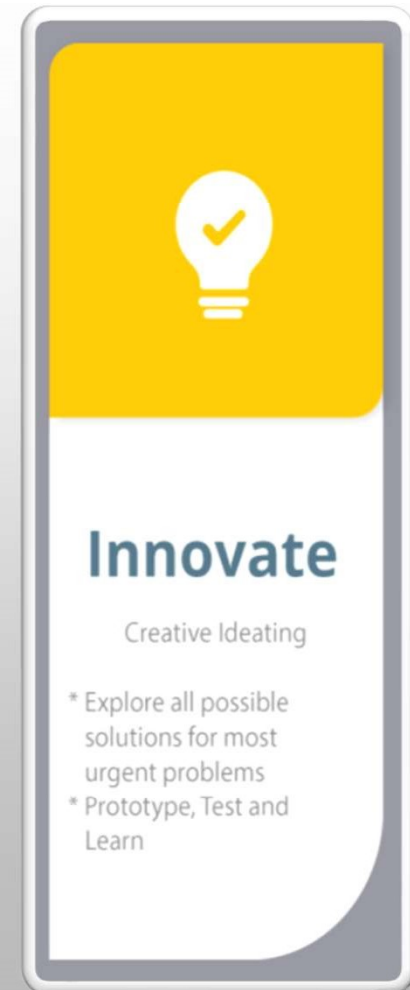 Innovate
Creative Ideating
* Explore all possible
solutions for most
urgent problems
* Prototype, Test and
Learn